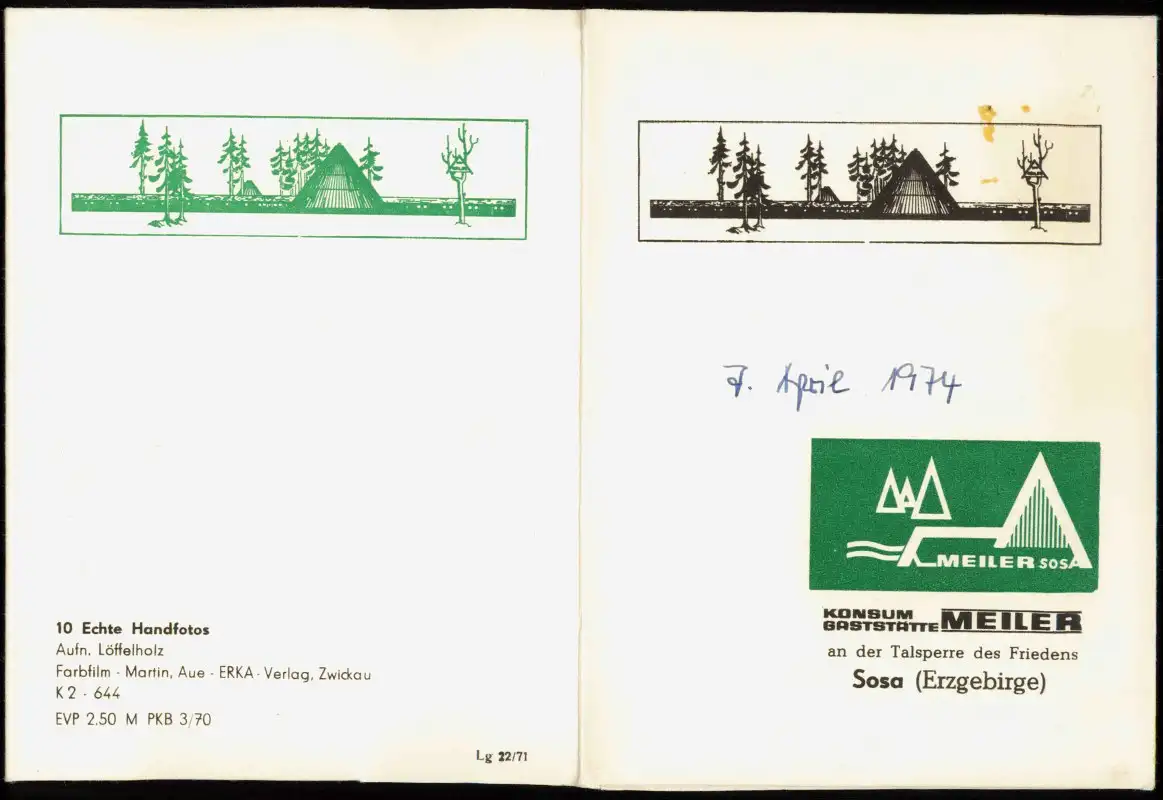 10 Echte Handfotos
Aufn. Löffelholz
Farbfilm - Martin, Aue - ERKA - Verlag, Zwickau
K 2 - 644
EVP 2.50 M PKB 3/70
Lg 22/71
7. April 1974
MEILER SOSA
KONSUM
GASTSTÄTTE MEILER
an der Talsperre des Friedens
Sosa (Erzgebirge)